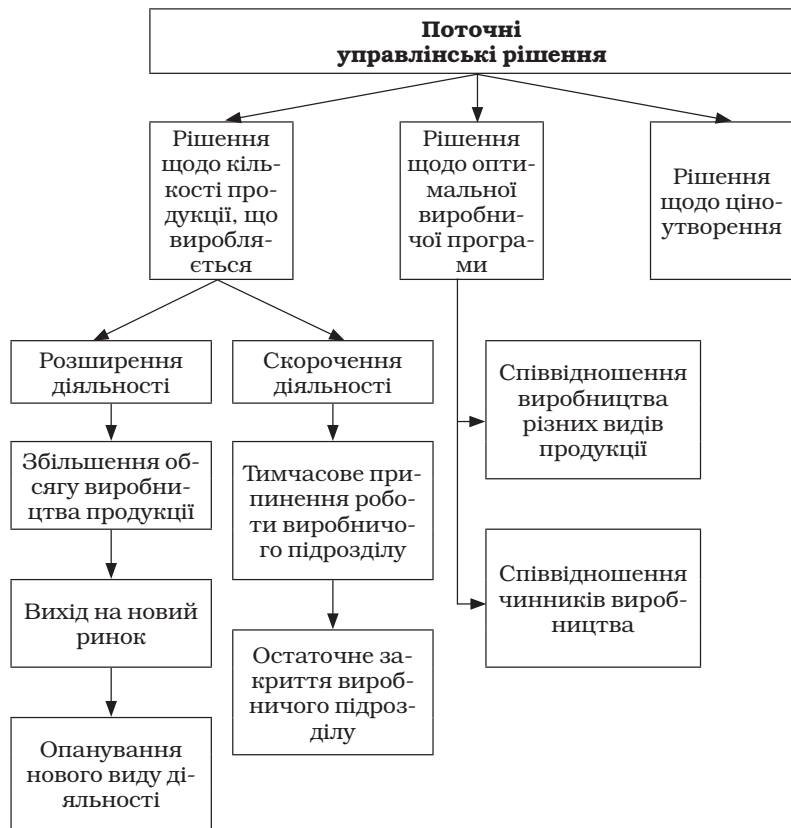 Поточні
управлінські рішення
Рішення
щодо кіль-
кості про-
дукції, що
виробля-
ється
Рішення
щодо опти-
мальної
виробни-
чої програ-
ми
Рішення
щодо ціно-
утворення
Розширення
діяльності
Скорочення
діяльності
Співвідношення
виробництва
різних видів
продукції
Збільшення об-
сягу виробни-
цтва продукції
Тимчасове при-
пинення робо-
ти виробничо-
го підрозділу
Вихід на новий
ринок
Співвідношення
чинників вироб-
ництва
Остаточне за-
криття вироб-
ничого підроз-
ділу
Опанування
нового виду ді-
яльності